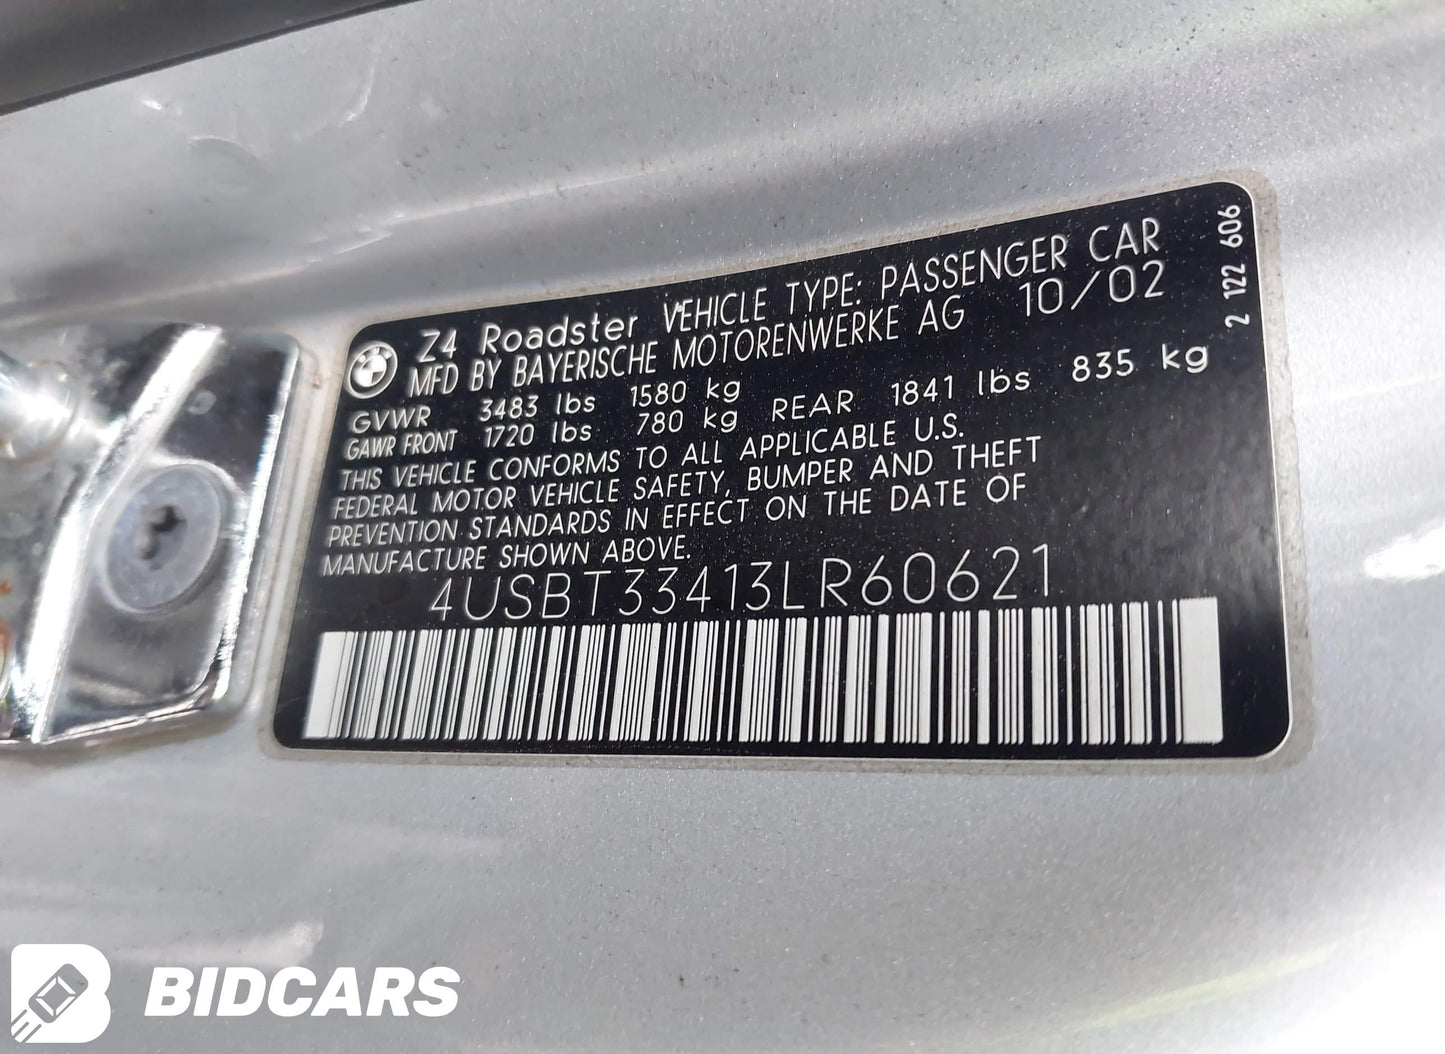 Z4 Roadster VEHICLE TYPE: PASSENGER CAR
MFD BY BAYERISCHE MOTORENWERKE AG 10/02
GVWR 3483 lbs 1580 kg
GAWR FRONT 1720 lbs 780 kg REAR 1841 lbs 835 kg
THIS VEHICLE CONFORMS TO ALL APPLICABLE U.S.
FEDERAL MOTOR VEHICLE SAFETY, BUMPER AND THEFT
PREVENTION STANDARDS IN EFFECT ON THE DATE OF
MANUFACTURE SHOWN ABOVE.
4USBT33413LR60621
2 122 606
BIDCARS